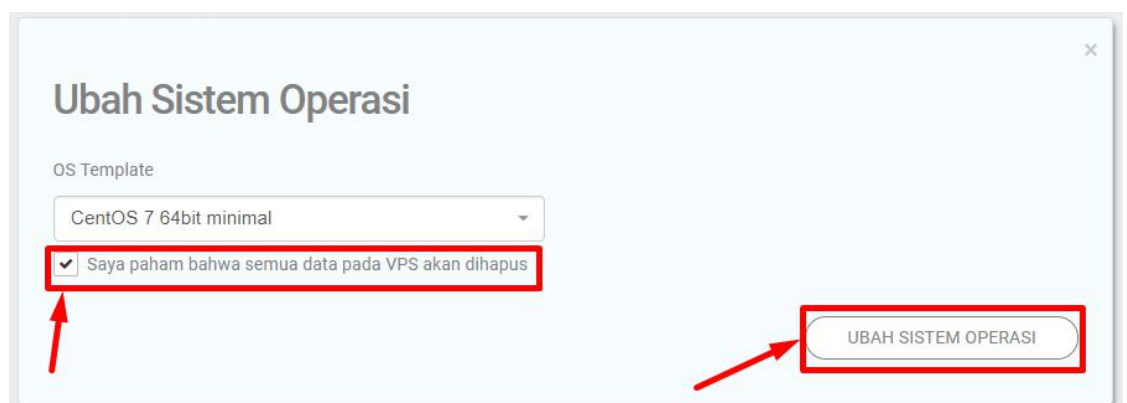 Ubah Sistem Operasi
OS Template
CentOS 7 64bit minimal
Saya paham bahwa semua data pada VPS akan dihapus
UBAH SISTEM OPERASI